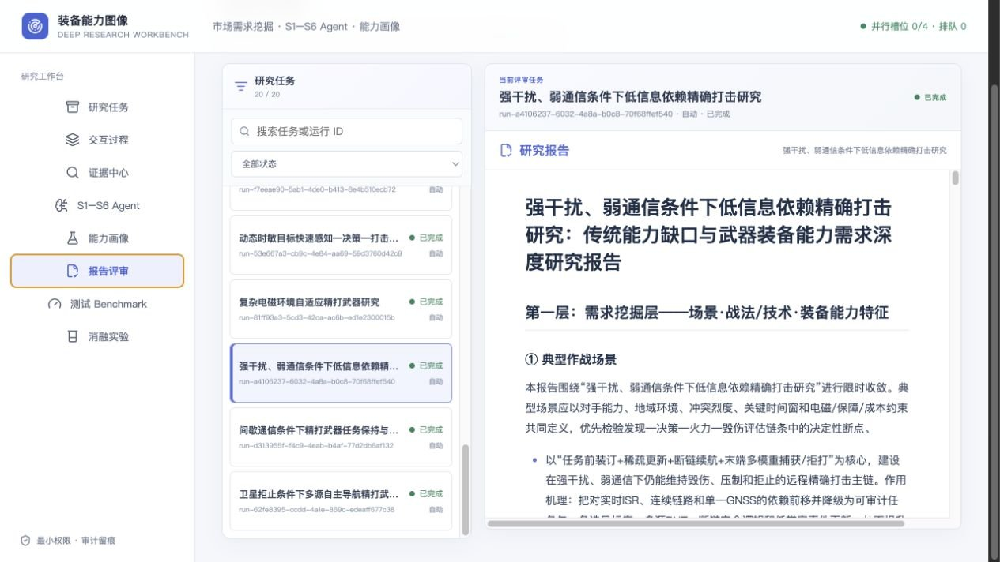 装备能力图像
DEEP RESEARCH WORKBENCH
市场需求挖掘 · S1—S6 Agent · 能力画像
并行槽位 0/4 · 排队 0
研究工作台
研究任务
交互过程
证据中心
S1—S6 Agent
能力画像
报告评审
测试 Benchmark
消融实验
最小权限 · 审计留痕
研究任务
20 / 20
搜索任务或运行 ID
全部状态
run-f7eeae90-5ab1-4de0-b413-8e4b510ecb72
自动
动态时敏目标快速感知—决策—打击... 已完成
run-53e667a3-cb9c-4e84-aa69-59d3760d42c9 自动
复杂电磁环境自适应精打武器研究 已完成
run-81ff93a3-5cd3-42ca-ac6b-ed1e2300015b 自动
强干扰、弱通信条件下低信息依赖精... 已完成
run-a4106237-6032-4a8a-b0c8-70f68ffef540 自动
间歇通信条件下精打武器任务保持与... 已完成
run-d313955f-f4c9-4eab-b4af-77d2db6af132 自动
卫星拒止条件下多源自主导航精打武... 已完成
run-62fe8395-ccdd-4a1e-869c-edeaff677c38 自动
当前评审任务
强干扰、弱通信条件下低信息依赖精确打击研究
已完成
run-a4106237-6032-4a8a-b0c8-70f68ffef540 · 自动 · 已完成
研究报告
强干扰、弱通信条件下低信息依赖精确打击研究
强干扰、弱通信条件下低信息依赖精确打击
研究：传统能力缺口与武器装备能力需求深
度研究报告
第一层：需求挖掘层——场景·战法/技术·装备能力特征
① 典型作战场景
本报告围绕“强干扰、弱通信条件下低信息依赖精确打击研究”进行限时收敛。典
型场景应以对手能力、地域环境、冲突烈度、关键时间窗和电磁/保障/成本约束
共同定义，优先检验发现—决策—火力—毁伤评估链条中的决定性断点。
以“任务前装订+稀疏更新+断链续航+末端多模重捕获/拒打”为核心，建设
在强干扰、弱通信下仍能维持毁伤、压制和拒止的远程精确打击主链。作用
机理：把对实时ISR、连续链路和单一GNSS的依赖前移并降级为可审计任